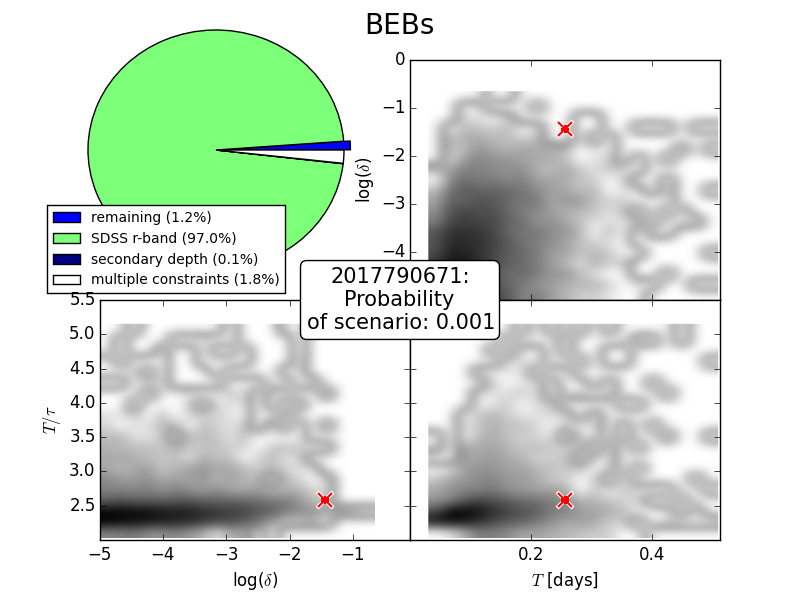 BEBs
remaining (1.2%)
SDSS r-band (97.0%)
secondary depth (0.1%)
multiple constraints (1.8%)
0
−1
−2
−3
−4
log(δ)
2017790671:
Probability
of scenario: 0.001
5.5
5.0
4.5
4.0
3.5
3.0
2.5
T/τ
−5 −4 −3 −2 −1
log(δ)
0.2 0.4
T [days]